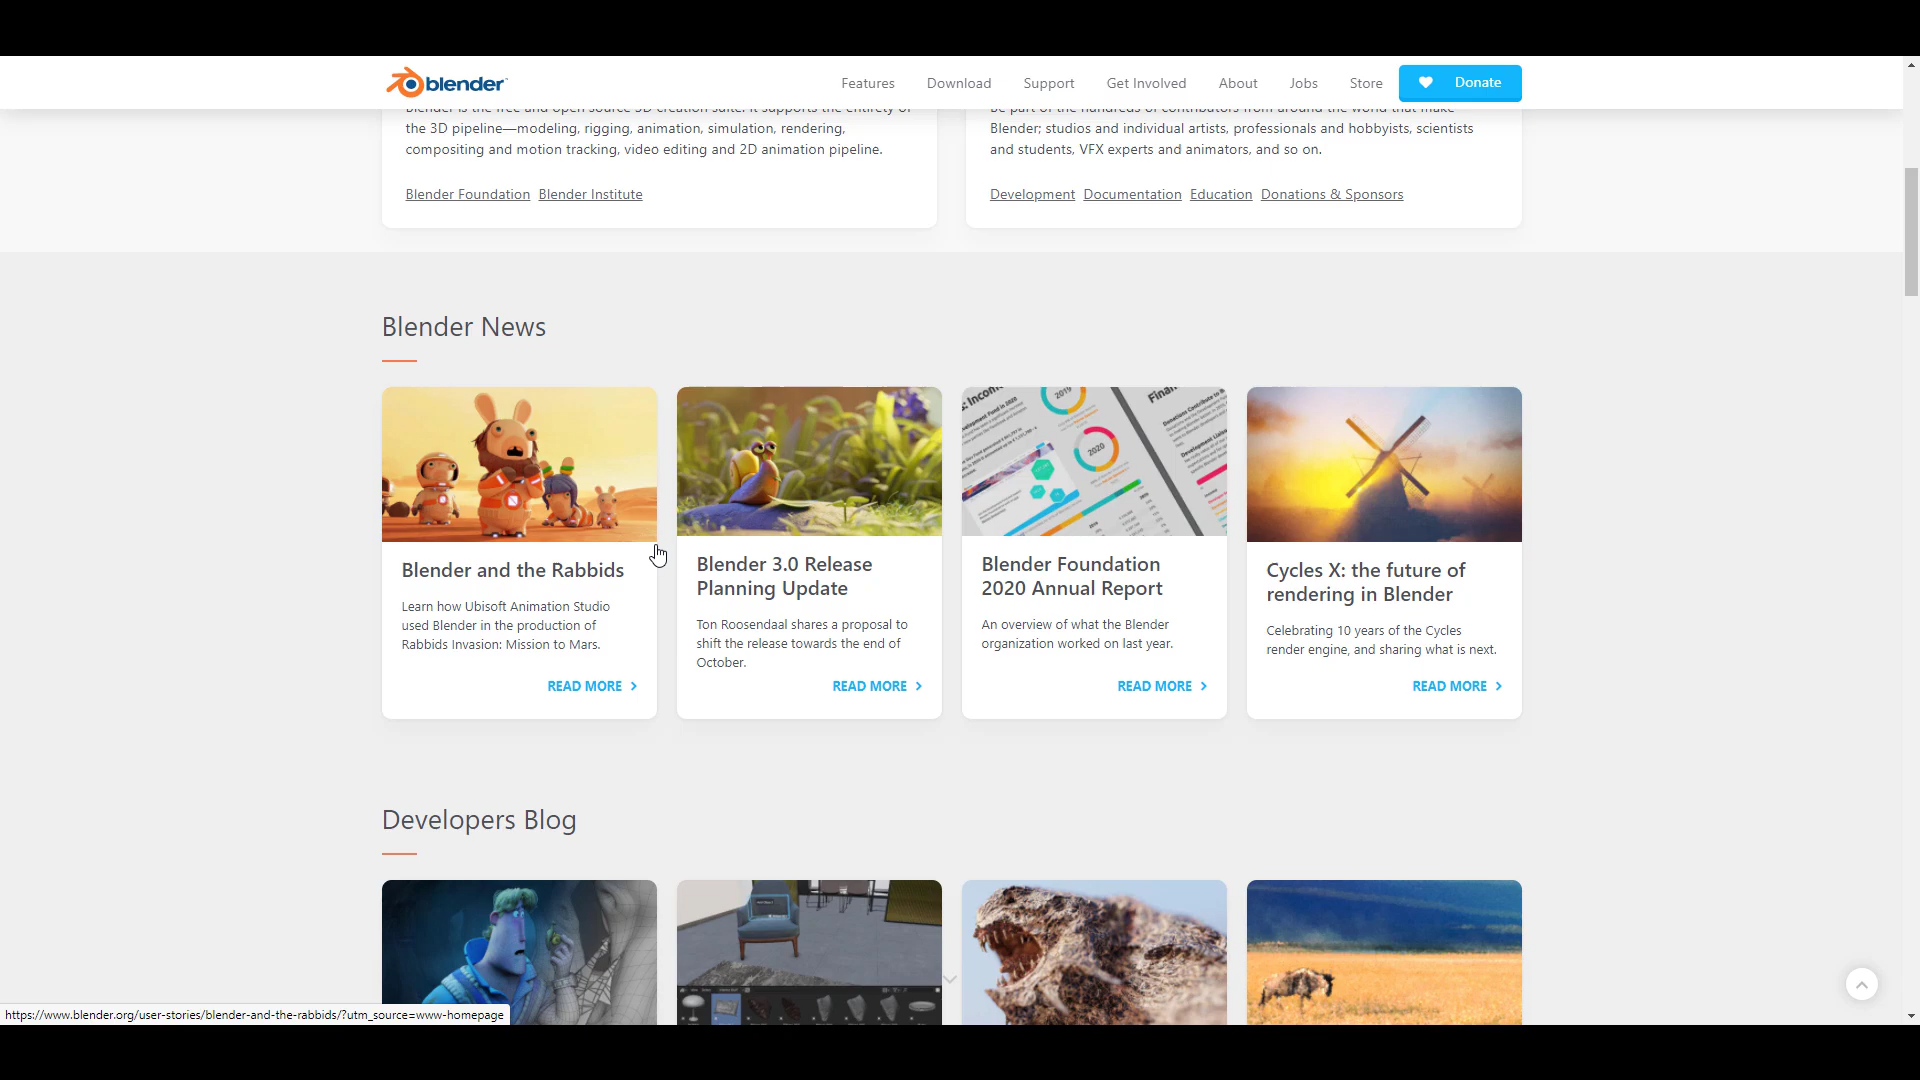 blender
Features Download Support Get Involved About Jobs Store Donate
Blender is the free and open source 3D creation suite. It supports the entirety of
the 3D pipeline—modeling, rigging, animation, simulation, rendering,
compositing and motion tracking, video editing and 2D animation pipeline.
Blender Foundation Blender Institute
Be part of the hundreds of contributors from around the world that make
Blender; studios and individual artists, professionals and hobbyists, scientists
and students, VFX experts and animators, and so on.
Development Documentation Education Donations & Sponsors
Blender News
2019
2020
Blender and the Rabbids
Learn how Ubisoft Animation Studio
used Blender in the production of
Rabbids Invasion: Mission to Mars.
READ MORE
Blender 3.0 Release
Planning Update
Ton Roosendaal shares a proposal to
shift the release towards the end of
October.
READ MORE
Blender Foundation
2020 Annual Report
An overview of what the Blender
organization worked on last year.
READ MORE
Cycles X: the future of
rendering in Blender
Celebrating 10 years of the Cycles
render engine, and sharing what is next.
READ MORE
Developers Blog
https://www.blender.org/user-stories/blender-and-the-rabbids/?utm_source=www-homepage